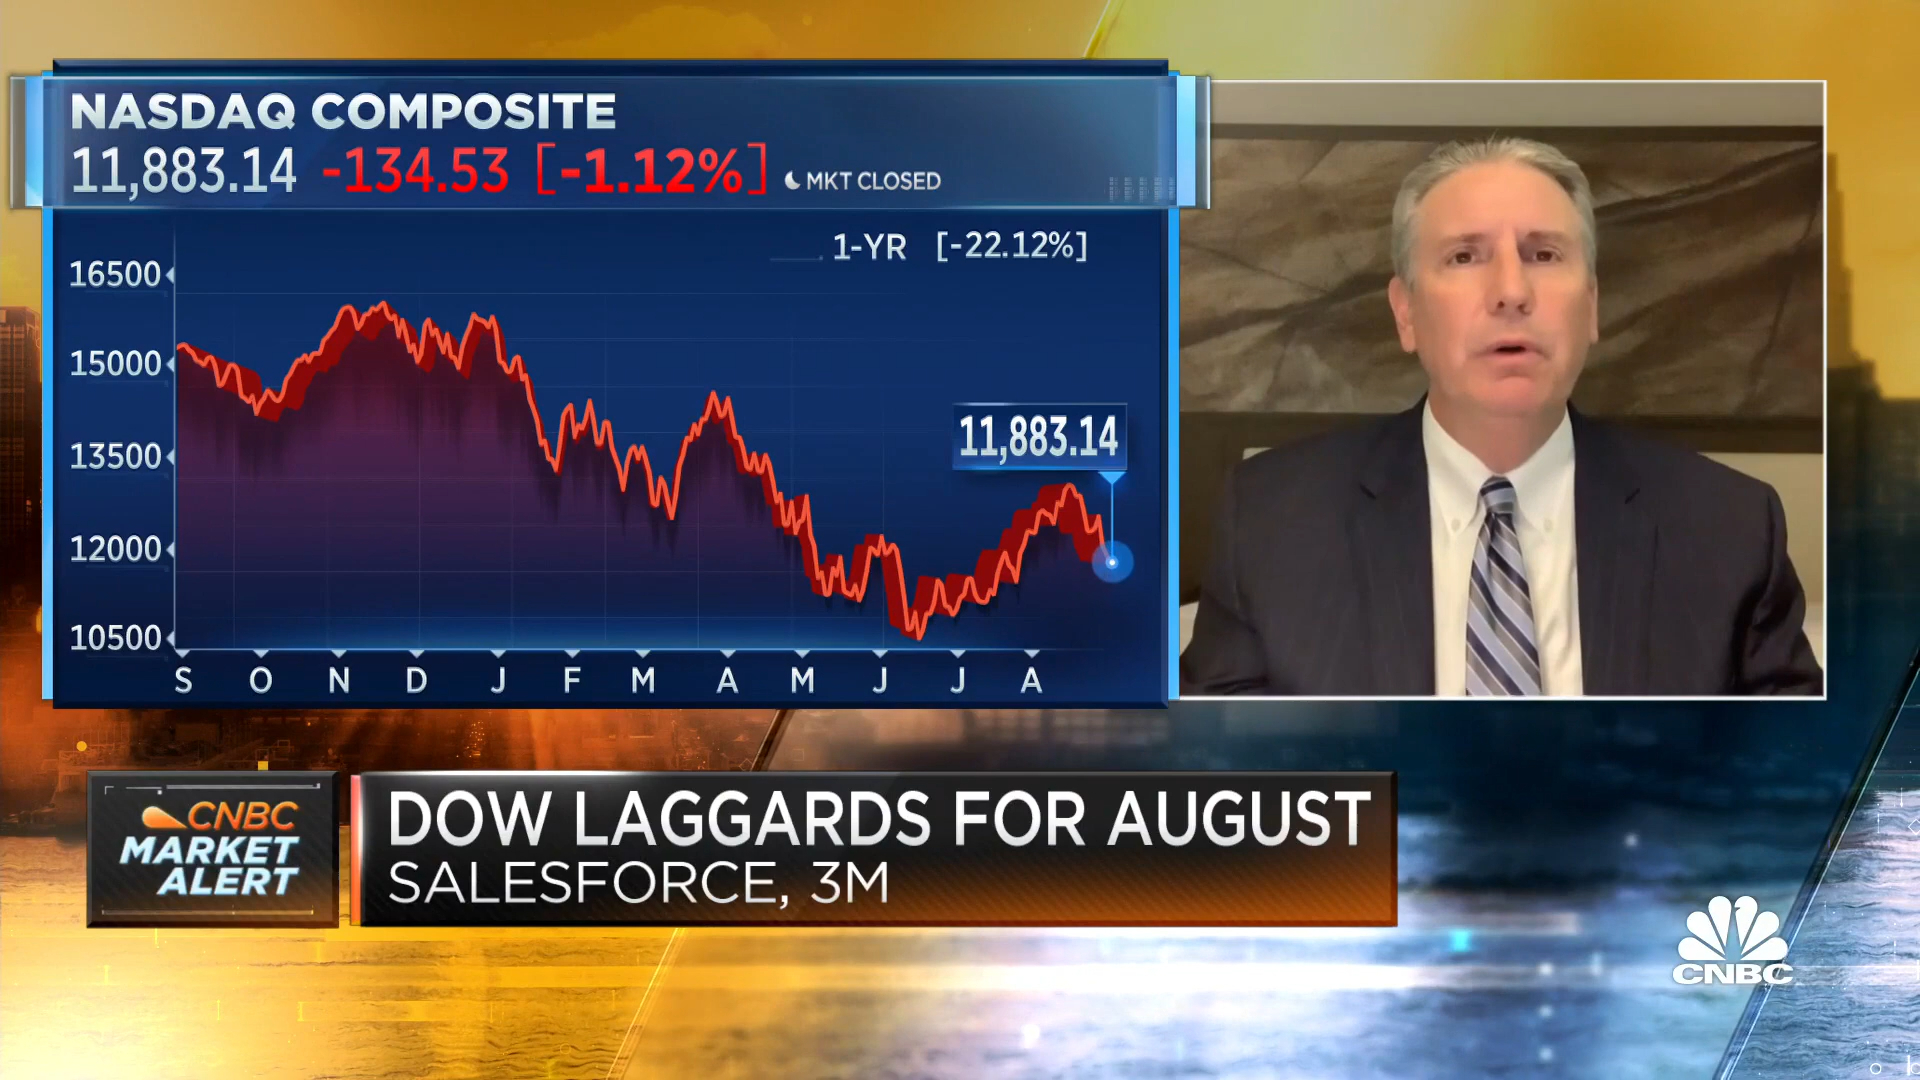 NASDAQ COMPOSITE
11,883.14 -134.53 [-1.12%] MKT CLOSED
1-YR [-22.12%]
16500
15000
13500
12000
10500
11,883.14
S O N D J F M A M J J A
CNBC
MARKET
ALERT
DOW LAGGARDS FOR AUGUST
SALESFORCE, 3M
CNBC